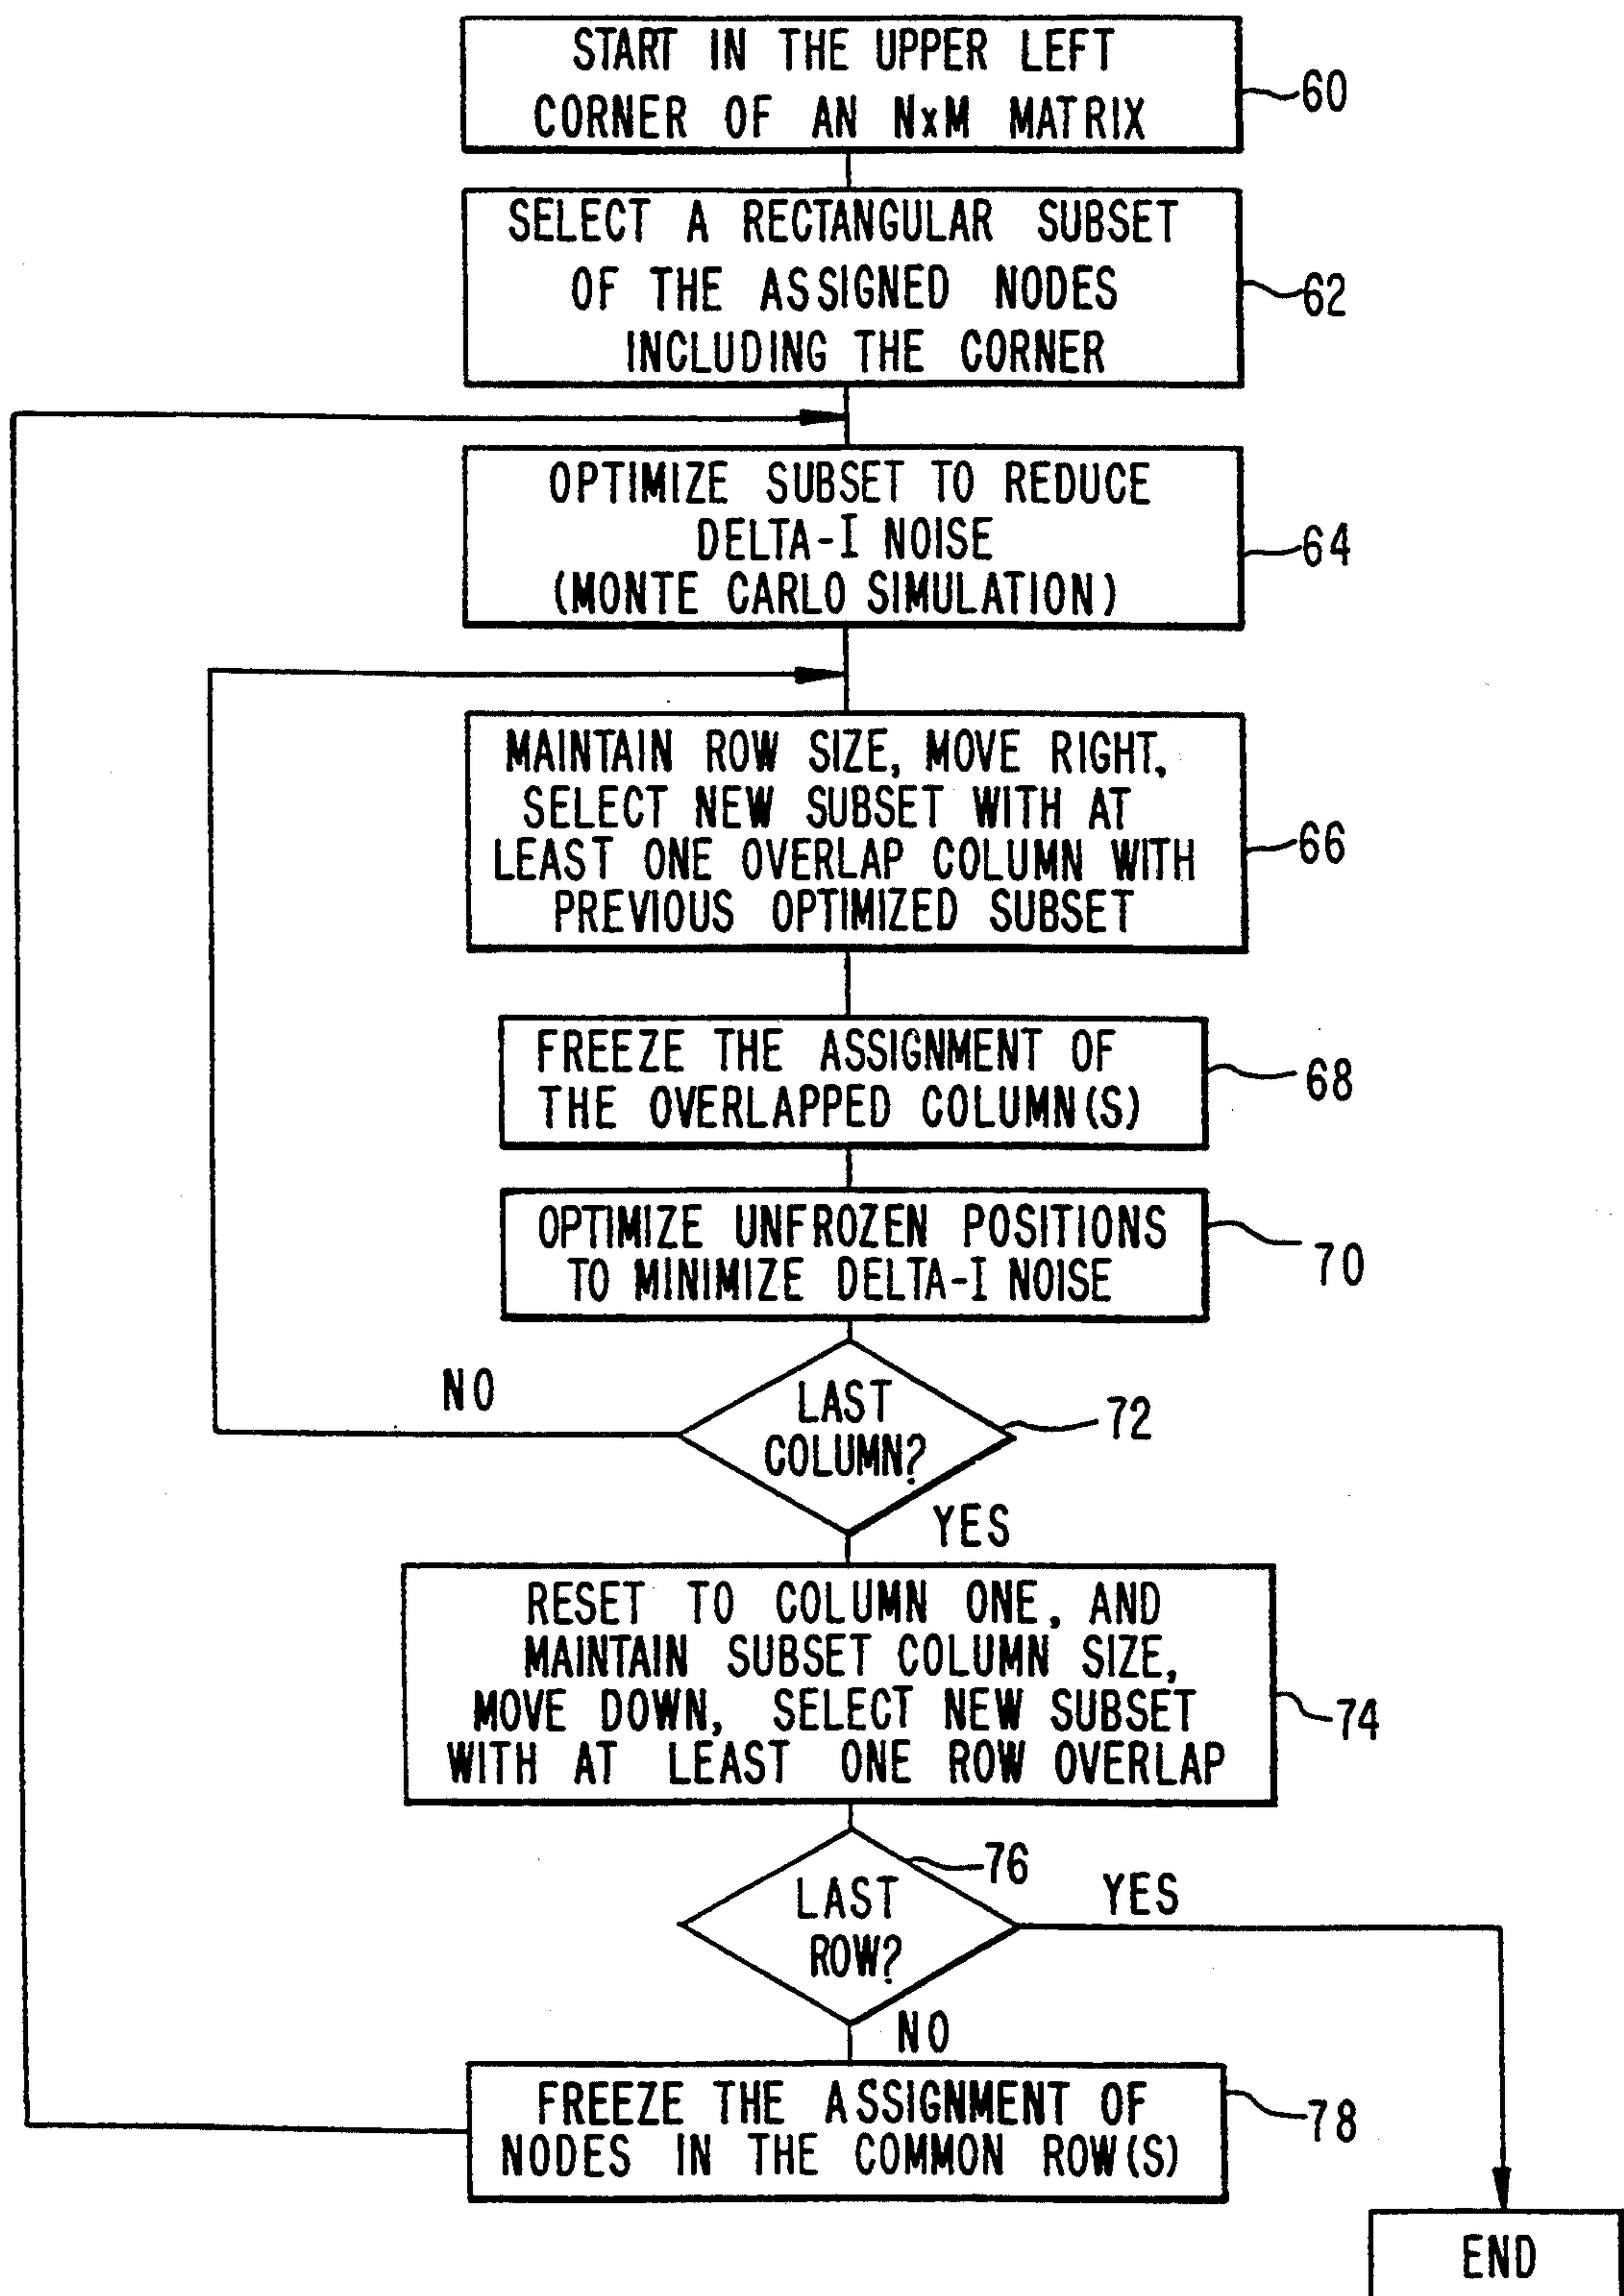 START IN THE UPPER LEFT
CORNER OF AN NxM MATRIX
60
SELECT A RECTANGULAR SUBSET
OF THE ASSIGNED NODES
INCLUDING THE CORNER
62
OPTIMIZE SUBSET TO REDUCE
DELTA-I NOISE
(MONTE CARLO SIMULATION)
64
MAINTAIN ROW SIZE, MOVE RIGHT,
SELECT NEW SUBSET WITH AT
LEAST ONE OVERLAP COLUMN WITH
PREVIOUS OPTIMIZED SUBSET
66
FREEZE THE ASSIGNMENT OF
THE OVERLAPPED COLUMN(S)
68
OPTIMIZE UNFROZEN POSITIONS
TO MINIMIZE DELTA-I NOISE
70
NO
LAST
COLUMN?
72
YES
RESET TO COLUMN ONE, AND
MAINTAIN SUBSET COLUMN SIZE,
MOVE DOWN, SELECT NEW SUBSET
WITH AT LEAST ONE ROW OVERLAP
74
76
LAST
ROW?
YES
NO
FREEZE THE ASSIGNMENT OF
NODES IN THE COMMON ROW(S)
78
END